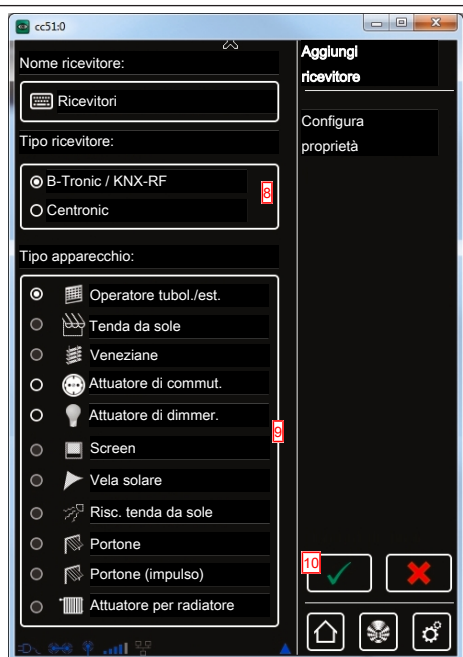 cc51:0
Nome ricevitore:
Ricevitori
Tipo ricevitore:
B-Tronic / KNX-RF
8
Centronic
Tipo apparecchio:
Operatore tubol./est.
Tenda da sole
Veneziane
Attuatore di commut.
Attuatore di dimmer.
9
Screen
Vela solare
Risc. tenda da sole
Portone
Portone (impulso)
Attuatore per radiatore
Aggiungi
ricevitore
Configura
proprietà
10